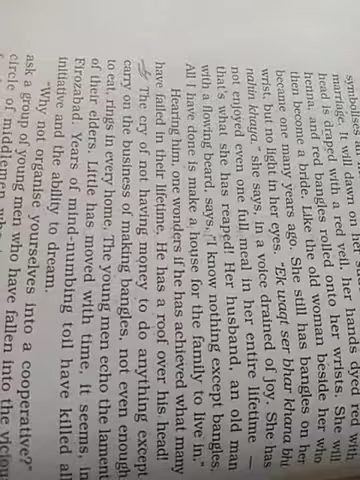 symbolises an
marriage. It will dawn on
head is draped with a red veil, her hands dyed red with
henna, and red bangles rolled onto her wrists. She will
then become a bride. Like the old woman beside her who
became one many years ago. She still has bangles on her
wrist, but no light in her eyes. "Ek waqt ser bhar khana bhi
nahin khaya," she says, in a voice drained of joy. She has
not enjoyed even one full meal in her entire lifetime —
that's what she has reaped! Her husband, an old man
with a flowing beard, says, "I know nothing except bangles.
All I have done is make a house for the family to live in."
Hearing him, one wonders if he has achieved what many
have failed in their lifetime. He has a roof over his head!
The cry of not having money to do anything except
carry on the business of making bangles, not even enough
to eat, rings in every home. The young men echo the lament
of their elders. Little has moved with time, it seems, in
Firozabad. Years of mind-numbing toil have killed all
initiative and the ability to dream.
"Why not organise yourselves into a cooperative?"
ask a group of young men who have fallen into the vicious
circle of middlemen